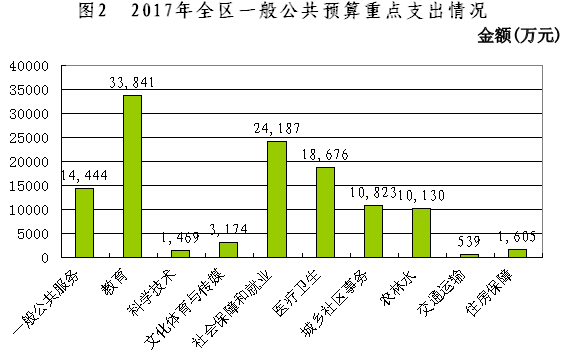 图2 2017年全区一般公共预算重点支出情况
金额(万元)
40000
35000
30000
25000
20000
15000
10000
5000
0
14,444
33,841
1,469
3,174
24,187
18,676
10,823
10,130
539
1,605
一般公共服务
教育
科学技术
文化体育与传媒
社会保障和就业
医疗卫生
城乡社区事务
农林水
交通运输
住房保障